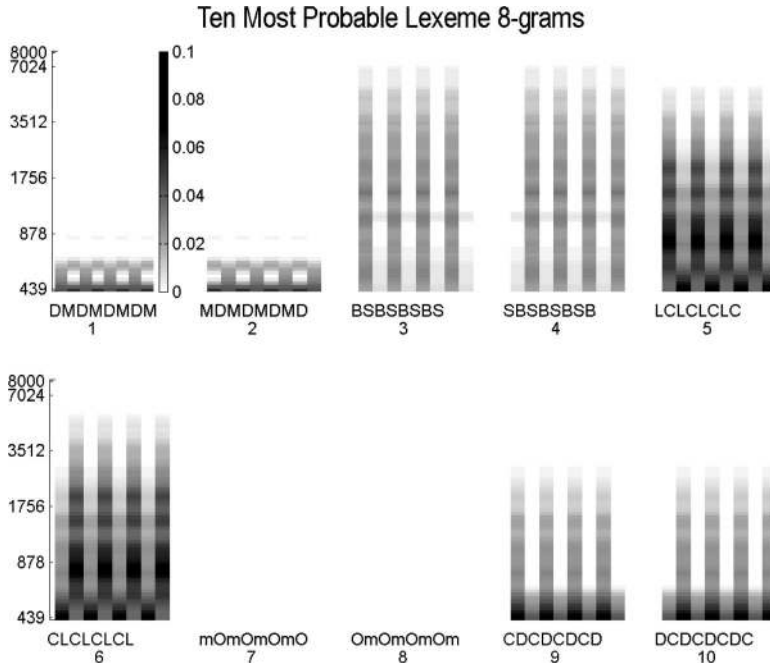 Ten Most Probable Lexeme 8-grams
8000
7024
3512
1756
878
439
0.1
0.08
0.06
0.04
0.02
0
DMDMDMDM
1
MDMDMDMD
2
BSBSBSBS
3
SBSBSBSB
4
LCLCLCLC
5
8000
7024
3512
1756
878
439
CLCLCLCL
6
mOmOmOmO
7
OmOmOmOm
8
CDCDCDCD
9
DCDCDCDC
10